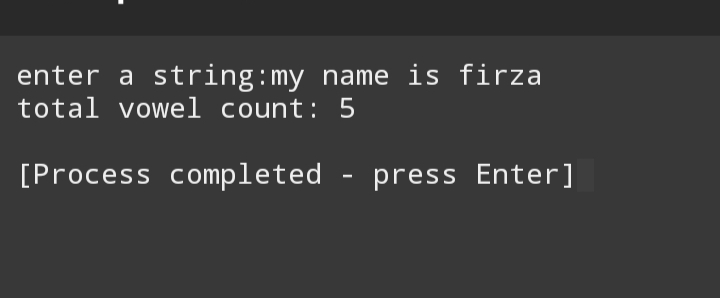 enter a string:my name is firza
total vowel count: 5
[Process completed - press Enter]